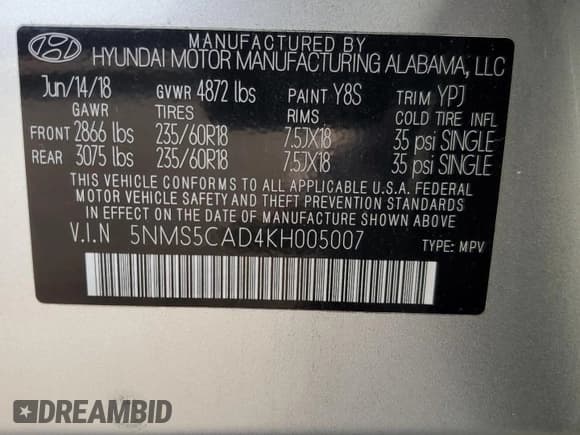 MANUFACTURED BY
HYUNDAI MOTOR MANUFACTURING ALABAMA, LLC
Jun/14/18 GVWR 4872 lbs PAINT Y8S TRIM YPJ
GAWR TIRES RIMS COLD TIRE INFL
FRONT 2866 lbs 235/60R18 7.5JX18 35 psi SINGLE
REAR 3075 lbs 235/60R18 7.5JX18 35 psi SINGLE
THIS VEHICLE CONFORMS TO ALL APPLICABLE U.S. FEDERAL
MOTOR VEHICLE SAFETY AND THEFT PREVENTION STANDARDS
IN EFFECT ON THE DATE OF MANUFACTURE SHOWN ABOVE.
V.I.N 5NMS5CAD4KH005007 TYPE: MPV
DREAMBID